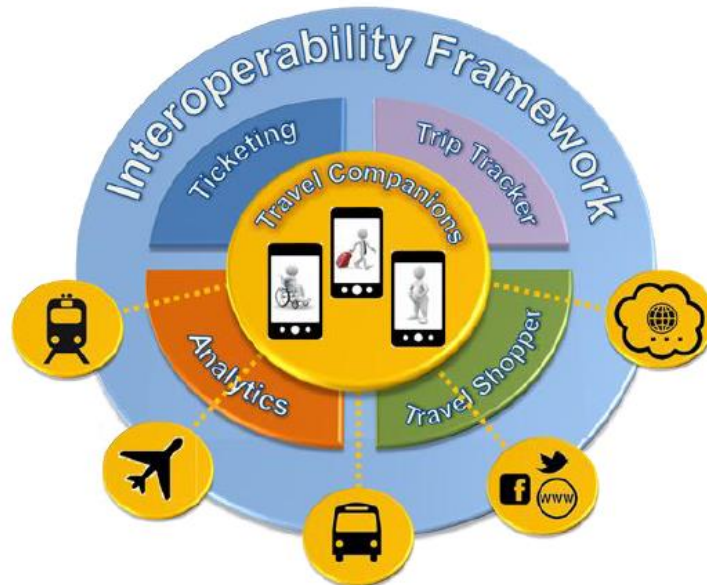 Interoperability Framework
Ticketing
Trip Tracker
Travel Companions
Analytics
Travel Shopper
f
www